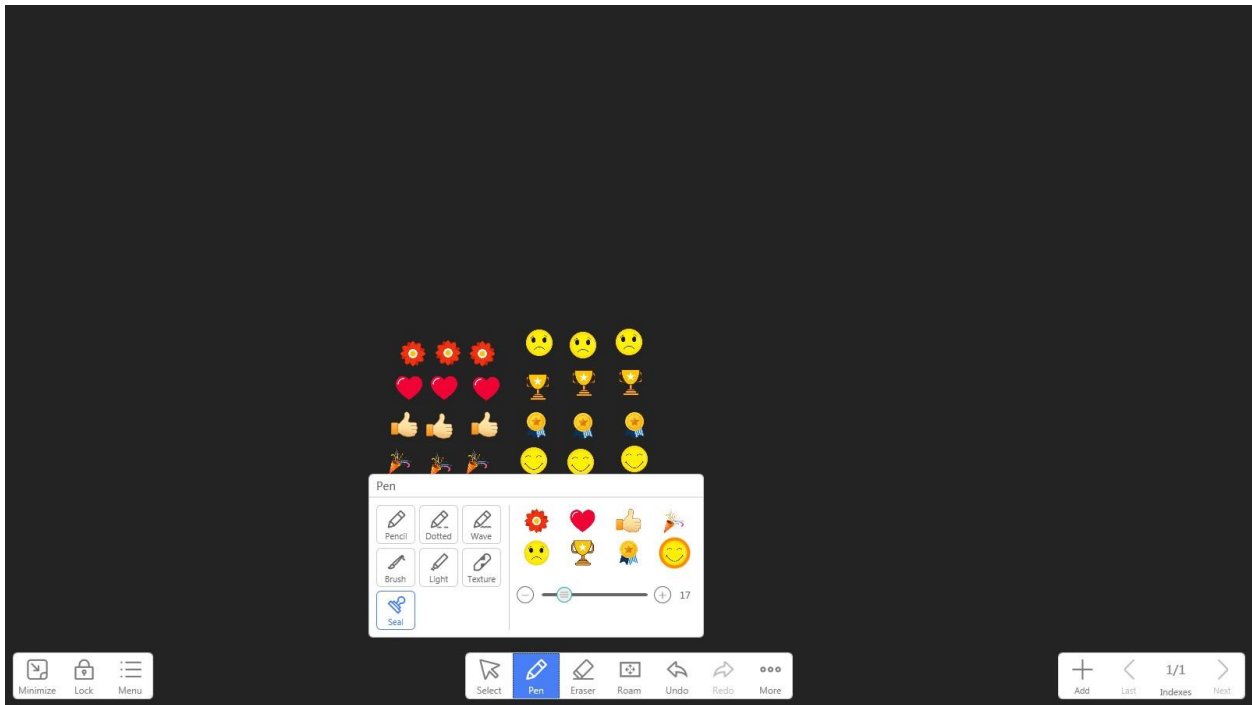 Pen
Pencil Dotted Wave
Brush Light Texture
17
Seal
Minimize Lock Menu Select Pen Eraser Roam Undo Redo More Add Last 1/1 Indexes Next